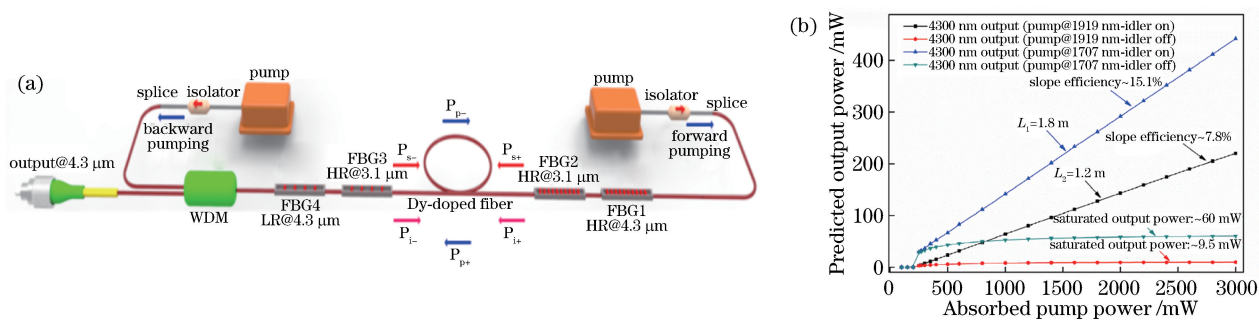 (a)
pump
splice
isolator
backward
pumping
output@4.3 μm
WDM
FBG4
LR@4.3 μm
FBG3
HR@3.1 μm
P_s-
P_i-
P_p-
Dy-doped fiber
P_p+
P_s+
P_i+
FBG2
HR@3.1 μm
FBG1
HR@4.3 μm
pump
isolator
splice
forward
pumping
(b)
Predicted output power /mW
400
300
200
100
0
4300 nm output (pump@1919 nm-idler on)
4300 nm output (pump@1919 nm-idler off)
4300 nm output (pump@1707 nm-idler on)
4300 nm output (pump@1707 nm-idler off)
slope efficiency~15.1%
L₁=1.8 m
slope efficiency~7.8%
L₂=1.2 m
saturated output power:~60 mW
saturated output power:~9.5 mW
0 500 1000 1500 2000 2500 3000
Absorbed pump power /mW